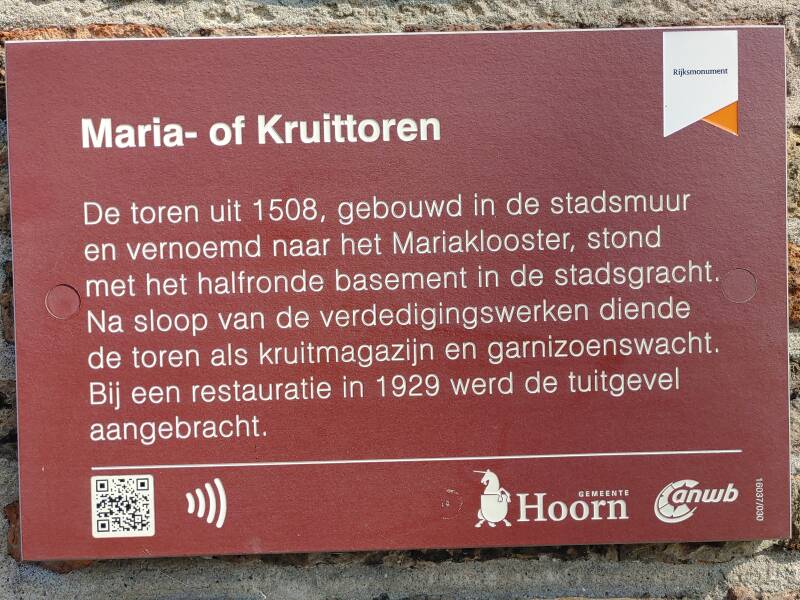 Rijksmonument
Maria- of Kruittoren
De toren uit 1508, gebouwd in de stadsmuur
en vernoemd naar het Mariaklooster, stond
met het halfronde basement in de stadsgracht.
Na sloop van de verdedigingswerken diende
de toren als kruitmagazijn en garnizoenswacht.
Bij een restauratie in 1929 werd de tuitgevel
aangebracht.
GEMEENTE
Hoorn
anwb
16037/030